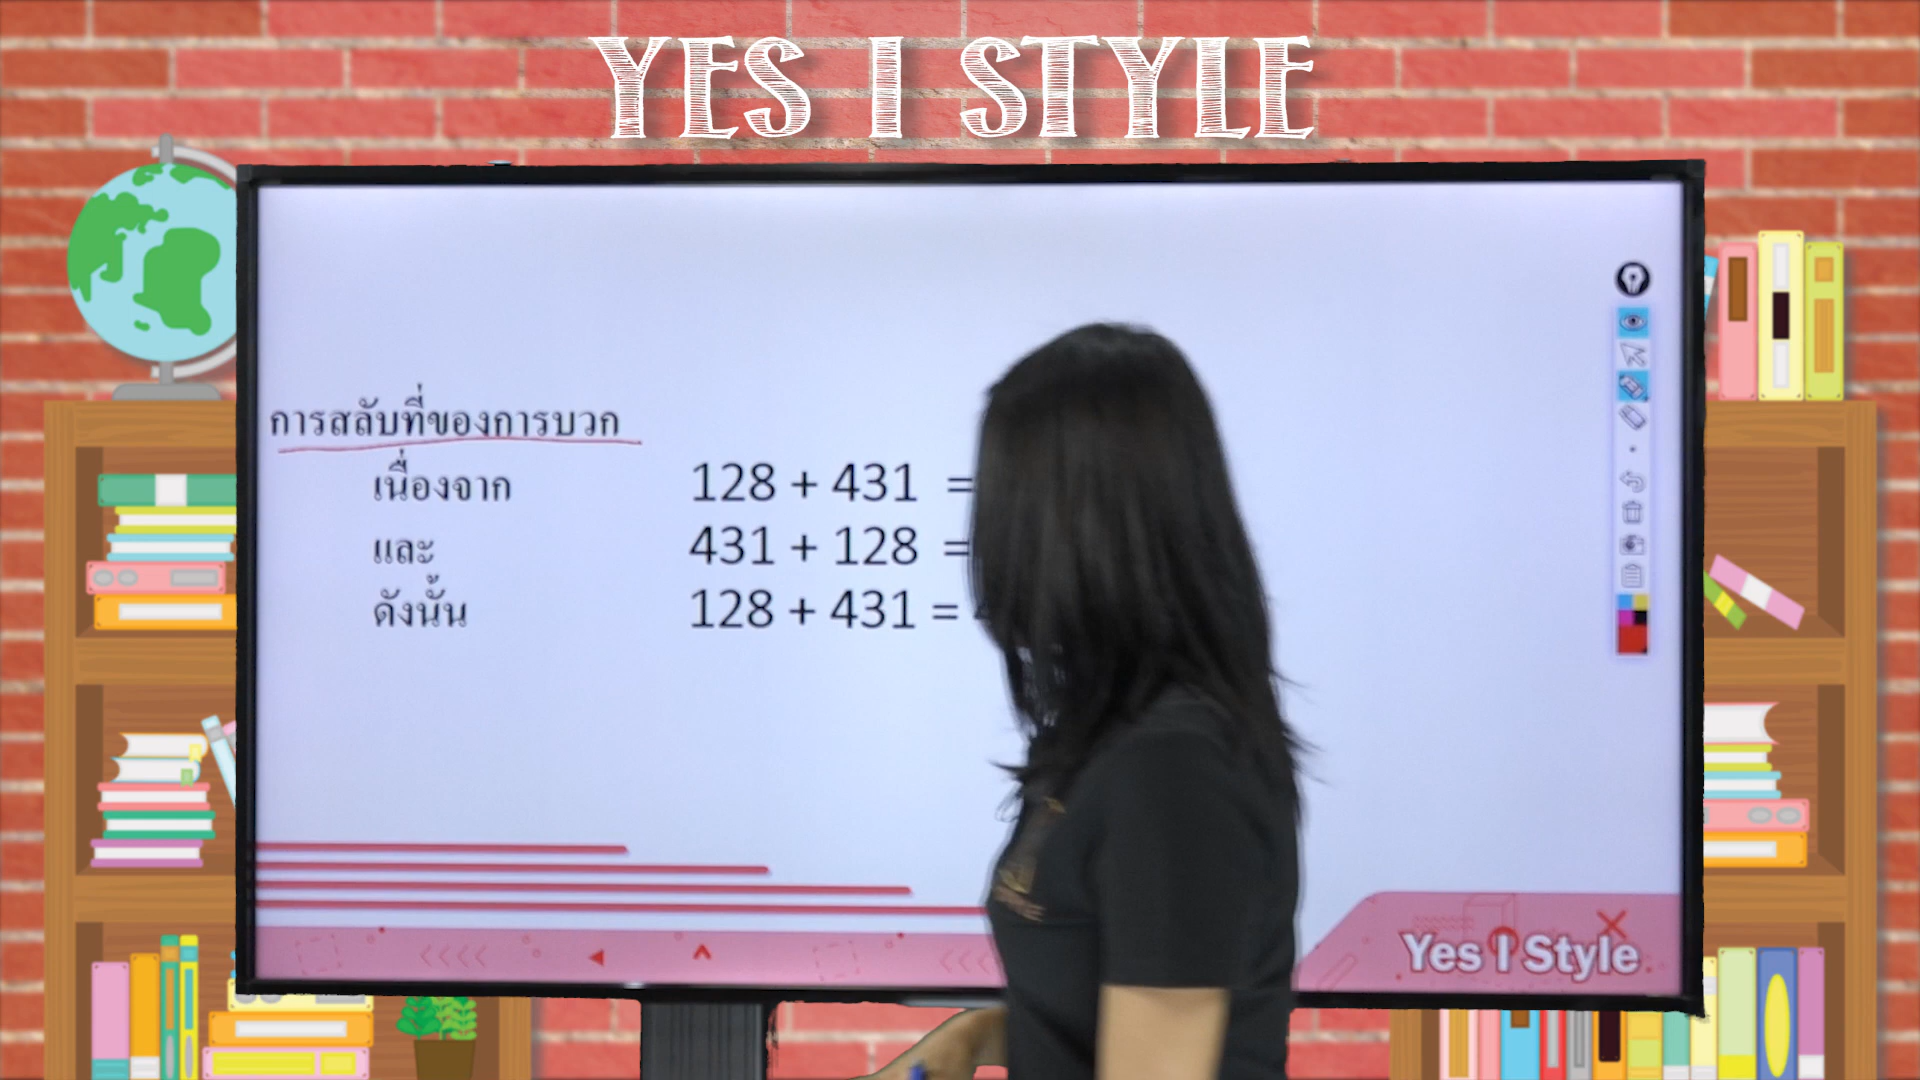 YES I STYLE
การสลับที่ของการบวก
เนื่องจาก 128 + 431 =
และ 431 + 128 =
ดังนั้น 128 + 431 =
Yes I Style